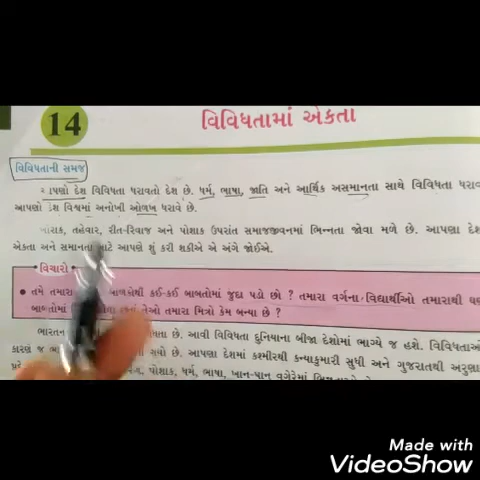 14
વિવિધતામાં એકતા
વિવિધતાની સમજ
આપણો દેશ વિવિધતા ધરાવતો દેશ છે. ધર્મ, ભાષા, જાતિ અને આર્થિક અસમાનતા સાથે વિવિધતા
આપણો દેશ વિશ્વમાં અનોખી ઓળખ ધરાવે છે.
તહેવાર, રીત-રિવાજ અને પોશાક ઉપરાંત સમાજજીવનમાં ભિન્નતા જોવા મળે છે. આપણા
એકતા અને સમાનતા માટે આપણે શું કરી શકીએ એ અંગે જોઈએ.
વિચારો
• તમે તમારા બાળકોથી કઈ-કઈ બાબતોમાં જુદા પડો છો ? તમારા વર્ગના વિદ્યાર્થીઓ તમારાથી
બાબતોમાં તેઓ તમારા મિત્રો કેમ બન્યા છે ?
ભારતન છે. આવી વિવિધતા દુનિયાના બીજા દેશોમાં ભાગ્યે જ હશે.
કારણે જ છે. આપણા દેશમાં કશ્મીરથી કન્યાકુમારી સુધી અને ગુજરાતથી
પોશાક, ધર્મ, ભાષા, ખાન-પાન વગેરેમાં
Made with
VideoShow